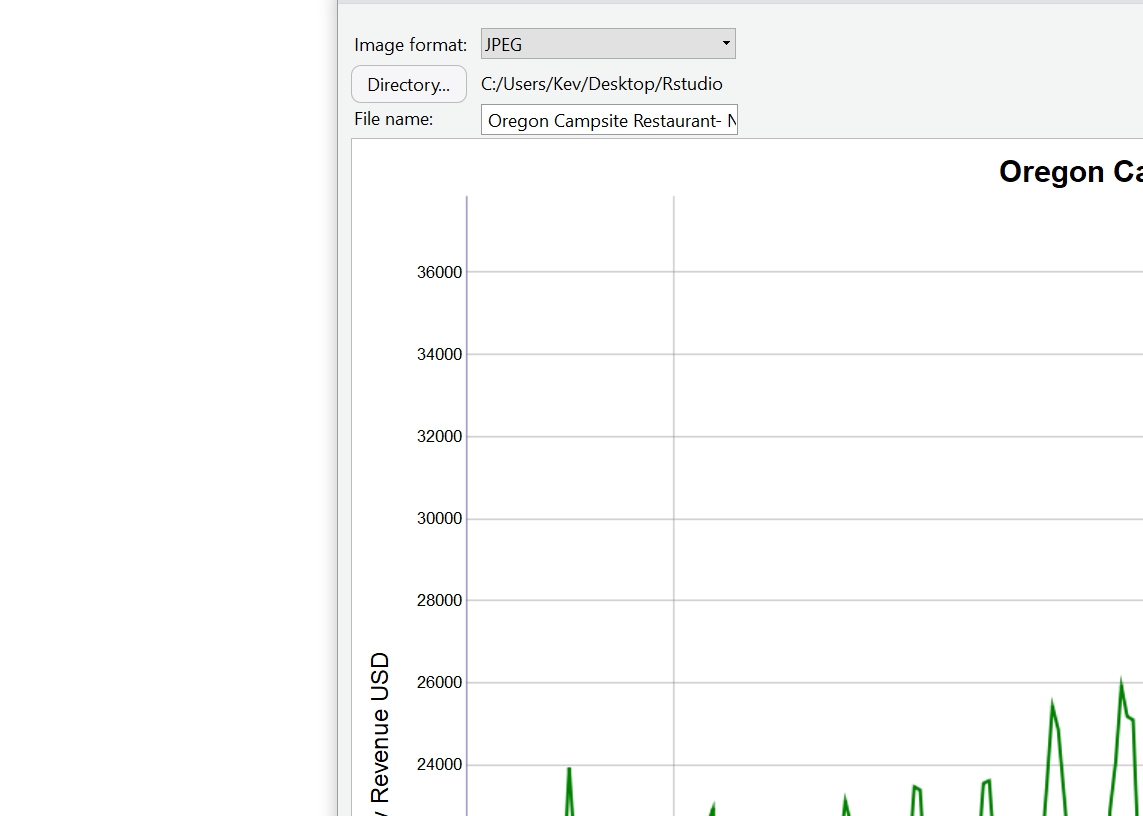 Image format: JPEG
Directory... C:/Users/Kev/Desktop/Rstudio
File name: Oregon Campsite Restaurant-
Oregon
36000
34000
32000
30000
28000
26000
24000
Revenue USD